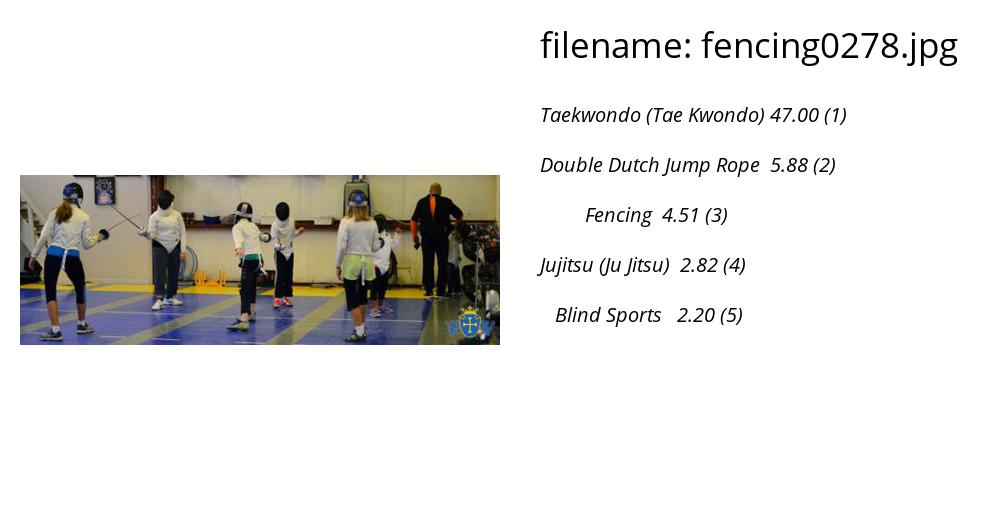 filename: fencing0278.jpg
Taekwondo (Tae Kwondo) 47.00 (1)
Double Dutch Jump Rope 5.88 (2)
Fencing 4.51 (3)
Jujitsu (Ju Jitsu) 2.82 (4)
Blind Sports 2.20 (5)